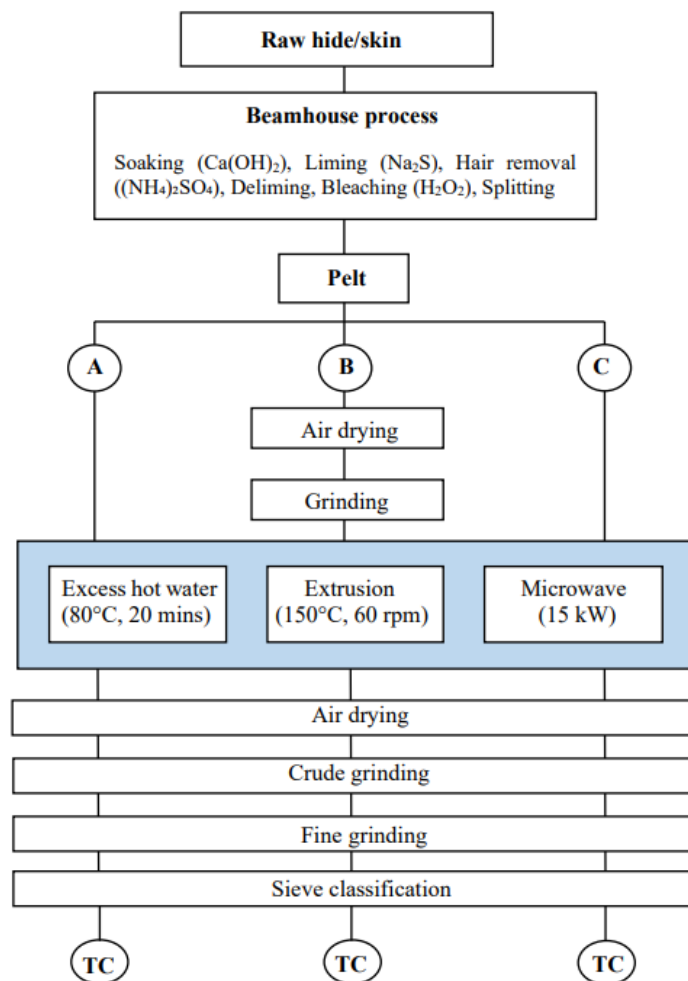 Raw hide/skin
Beamhouse process
Soaking (Ca(OH)₂), Liming (Na₂S), Hair removal
((NH₄)₂SO₄), Deliming, Bleaching (H₂O₂), Splitting
Pelt
A
B
C
Air drying
Grinding
Excess hot water
(80°C, 20 mins)
Extrusion
(150°C, 60 rpm)
Microwave
(15 kW)
Air drying
Crude grinding
Fine grinding
Sieve classification
TC
TC
TC